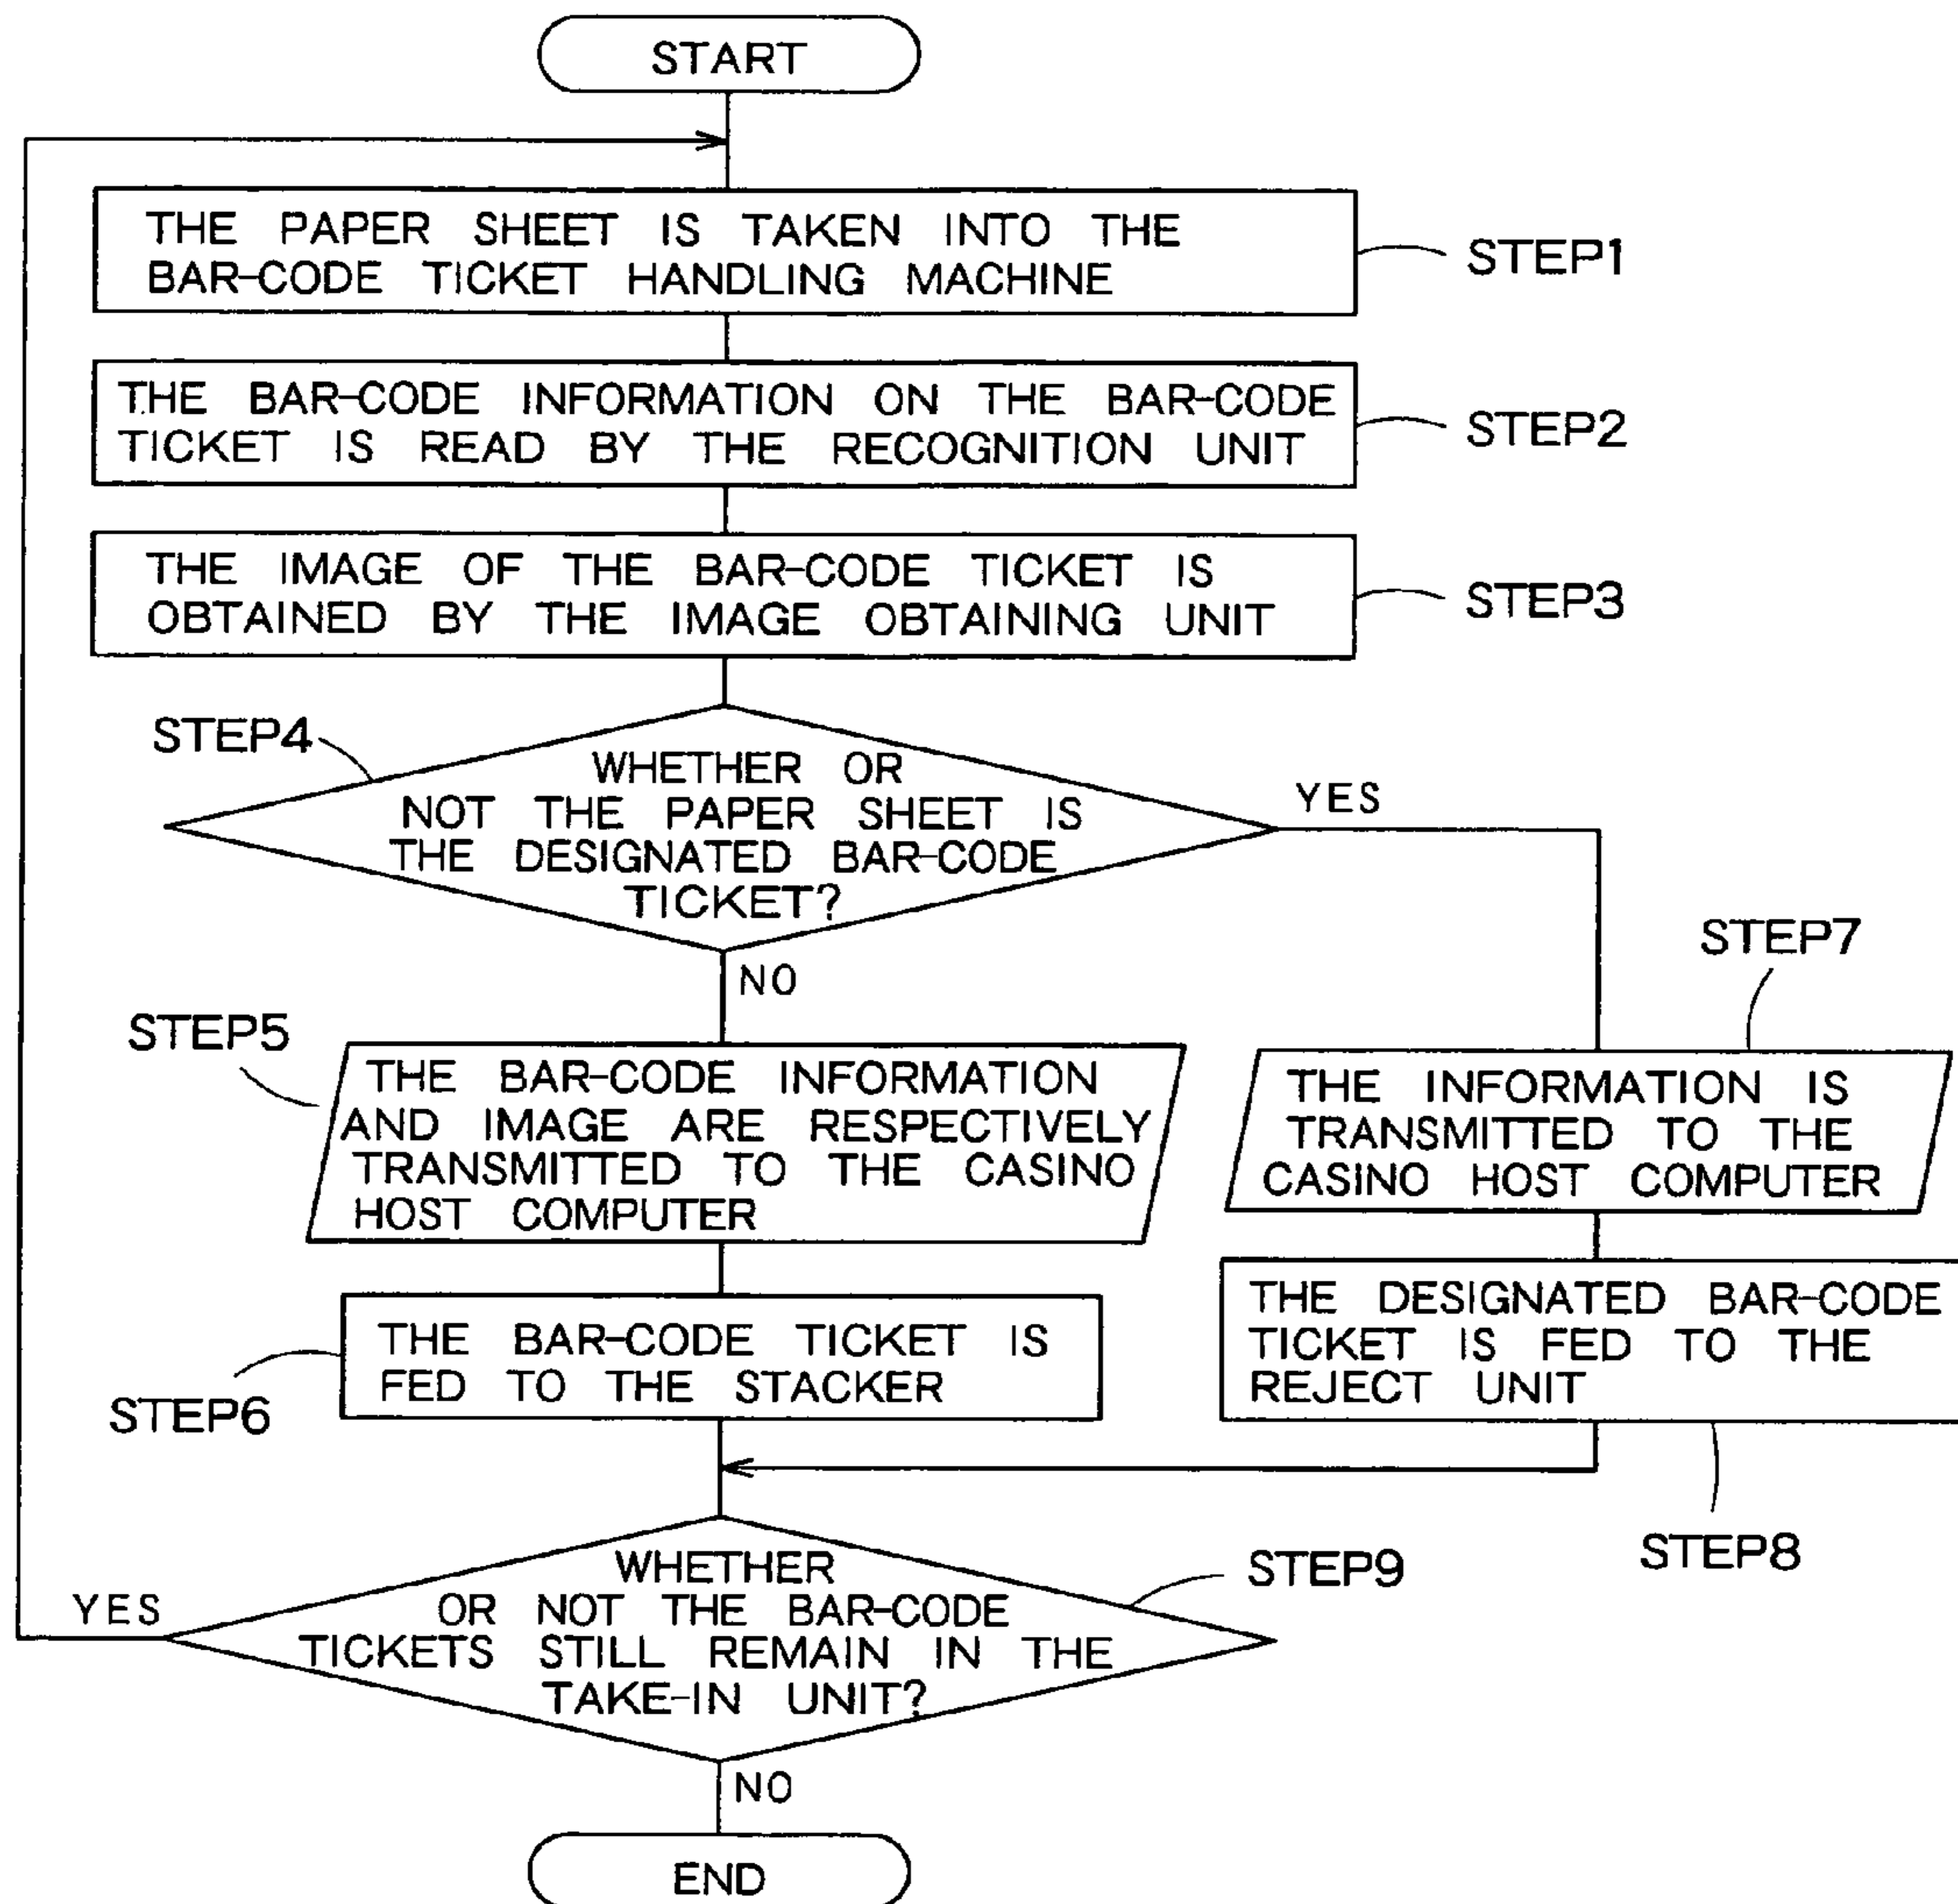 START
THE PAPER SHEET IS TAKEN INTO THE
BAR-CODE TICKET HANDLING MACHINE
STEP1
THE BAR-CODE INFORMATION ON THE BAR-CODE
TICKET IS READ BY THE RECOGNITION UNIT
STEP2
THE IMAGE OF THE BAR-CODE TICKET IS
OBTAINED BY THE IMAGE OBTAINING UNIT
STEP3
STEP4
WHETHER OR
NOT THE PAPER SHEET IS
THE DESIGNATED BAR-CODE
TICKET?
YES
NO
STEP5
THE BAR-CODE INFORMATION
AND IMAGE ARE RESPECTIVELY
TRANSMITTED TO THE CASINO
HOST COMPUTER
STEP7
THE INFORMATION IS
TRANSMITTED TO THE
CASINO HOST COMPUTER
THE BAR-CODE TICKET IS
FED TO THE STACKER
STEP6
THE DESIGNATED BAR-CODE
TICKET IS FED TO THE
REJECT UNIT
STEP8
WHETHER
OR NOT THE BAR-CODE
TICKETS STILL REMAIN IN THE
TAKE-IN UNIT?
STEP9
YES
NO
END